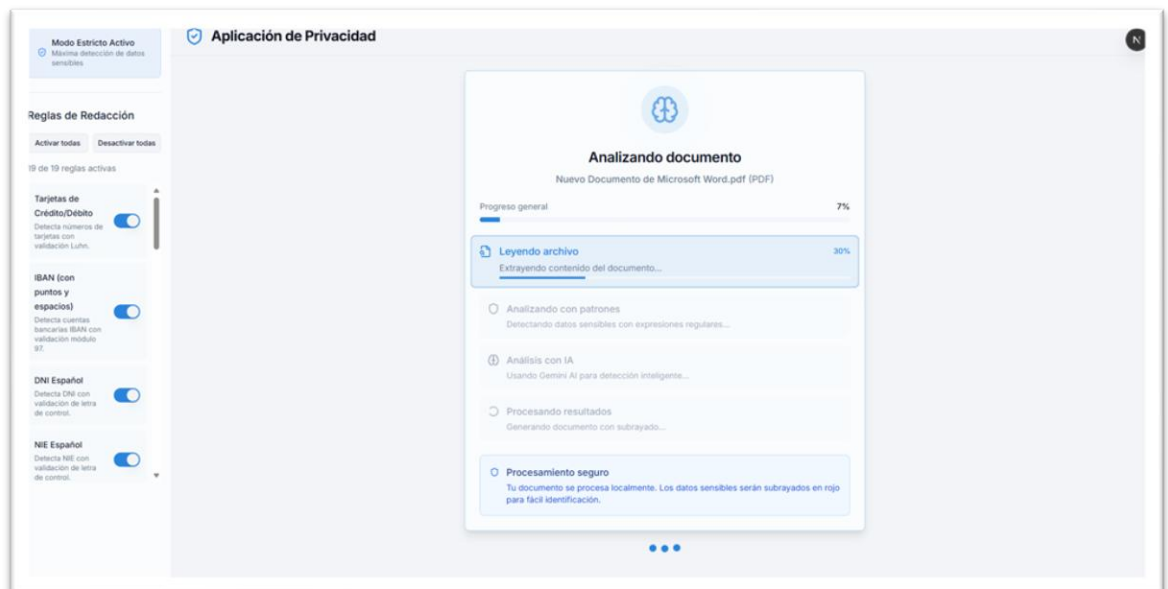 Modo Estricto Activo
Máxima detección de datos
sensibles
Reglas de Redacción
Activar todas Desactivar todas
19 de 19 reglas activas
Tarjetas de
Crédito/Débito
Detecta números de
tarjetas con
validación Luhn.
IBAN (con
puntos y
espacios)
Detecta cuentas
bancarias IBAN con
validación módulo
97.
DNI Español
Detecta DNI con
validación de letra
de control.
NIE Español
Detecta NIE con
validación de letra
de control.
Aplicación de Privacidad
N
Analizando documento
Nuevo Documento de Microsoft Word.pdf (PDF)
Progreso general 7%
Leyendo archivo 30%
Extrayendo contenido del documento...
Analizando con patrones
Detectando datos sensibles con expresiones regulares...
Análisis con IA
Usando Gemini AI para detección inteligente...
Procesando resultados
Generando documento con subrayado...
Procesamiento seguro
Tu documento se procesa localmente. Los datos sensibles serán subrayados en rojo
para fácil identificación.